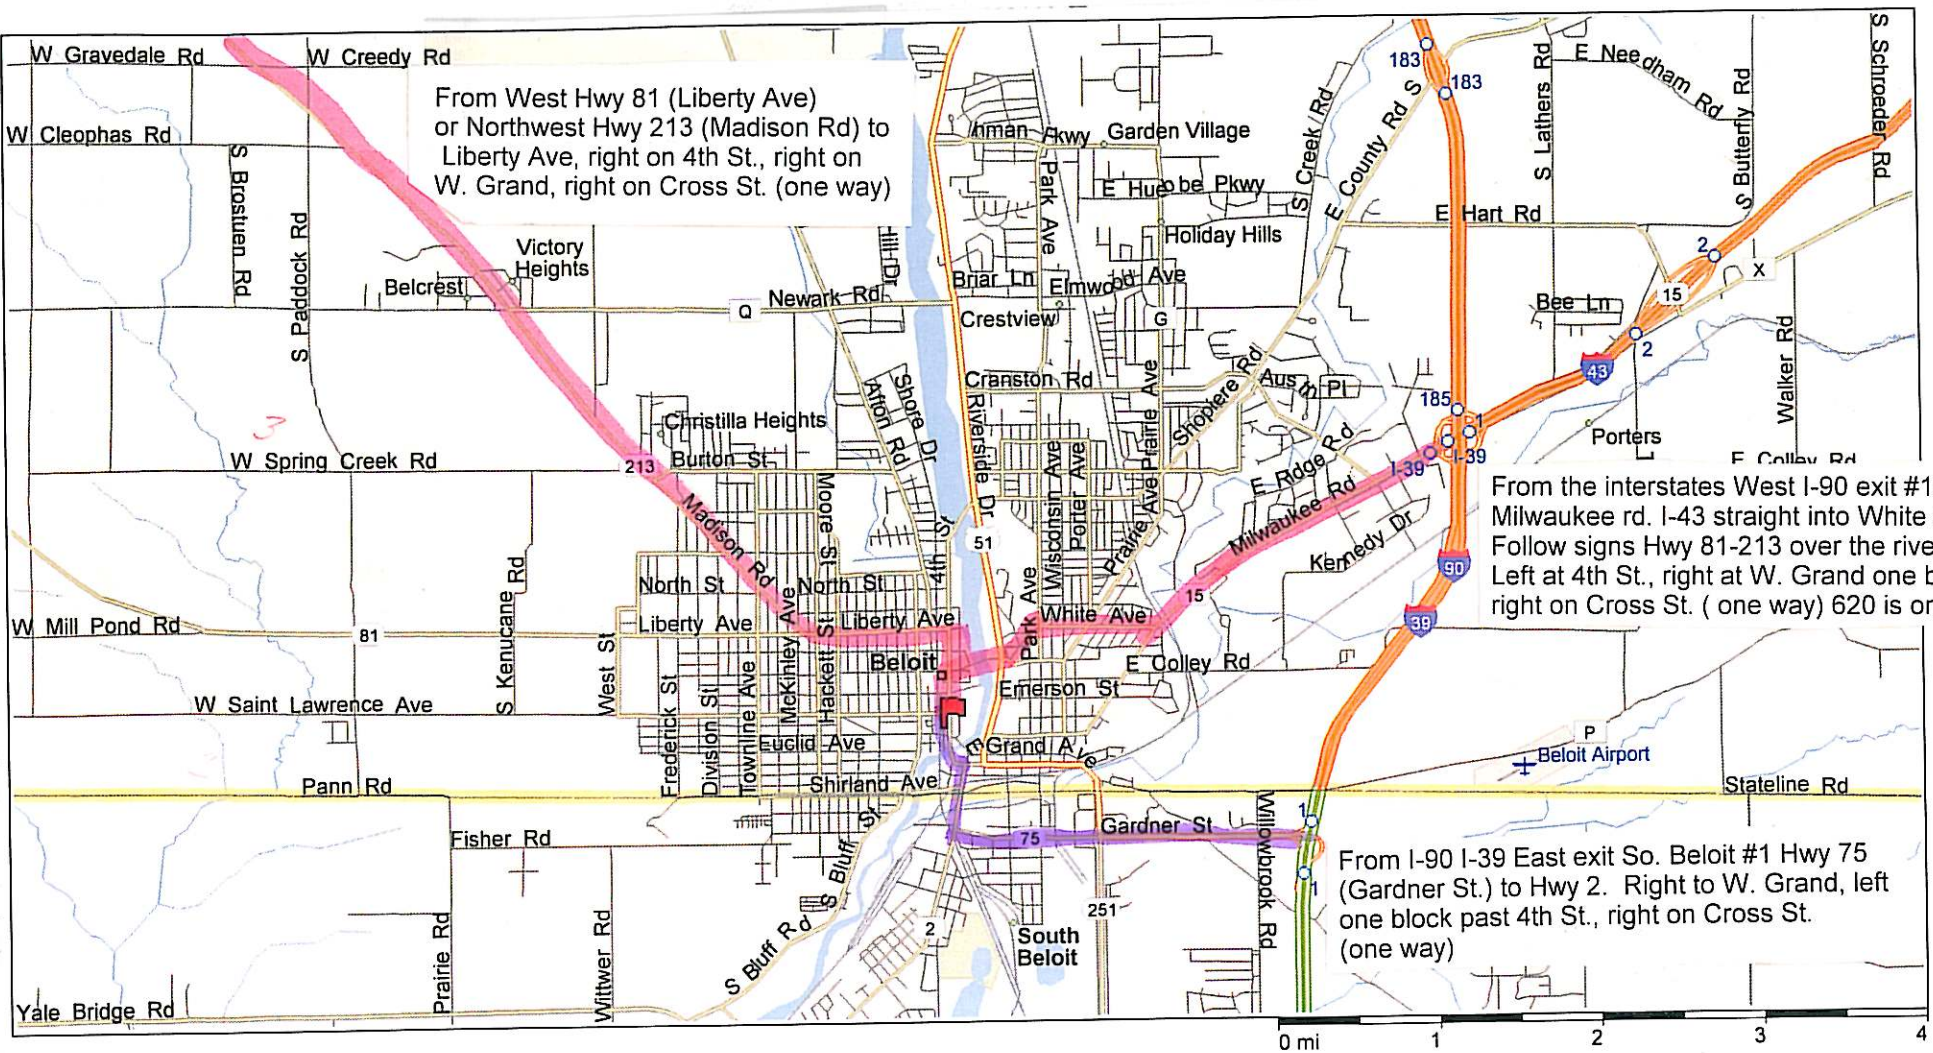 W Gravedale Rd
W Creedy Rd
183
183
E Needham Rd
S Lathers Rd
S Butterfly Rd
S Schroeder Rd
From West Hwy 81 (Liberty Ave)
or Northwest Hwy 213 (Madison Rd) to
Liberty Ave, right on 4th St., right on
W. Grand, right on Cross St. (one way)
W Cleophas Rd
S Brostuen Rd
S Paddock Rd
Inman Pkwy
Garden Village
Park Ave
E Huebbe Pkwy
S Creek Rd
E County Rd S
E Hart Rd
Holiday Hills
Hill Dr
Victory
Heights
Belcrest
Newark Rd
Q
Briar Ln
Elmwood Ave
Crestview
G
2
X
15
Bee Ln
2
43
Walker Rd
Cranston Rd
Prairie Ave
Shopiere Rd
Austin Pl
185
1
Afton Rd
Shore Dr
Riverside Dr
Christilla Heights
3
W Spring Creek Rd
213
Burton St
Porters
E Colley Rd
I-39
I-39
E Ridge Rd
Milwaukee Rd
Kennedy Dr
Wisconsin Ave
Porter Ave
Prairie Ave
Madison Rd
Moore St
4th St
51
From the interstates West I-90 exit #1
Milwaukee rd. I-43 straight into White
Follow signs Hwy 81-213 over the rive
Left at 4th St., right at W. Grand one b
right on Cross St. ( one way) 620 is or
90
39
15
S Kenucane Rd
North St
North St
W Mill Pond Rd
81
West St
Liberty Ave
Liberty Ave
Park Ave
White Ave
Beloit
E Colley Rd
W Saint Lawrence Ave
Frederick St
Division St
Townline Ave
McKinley Ave
Hackett St
Emerson St
Euclid Ave
E Grand Ave
P
Beloit Airport
Pann Rd
Shirland Ave
Stateline Rd
1
Fisher Rd
S Bluff St
75
Gardner St
Willowbrook Rd
1
From I-90 I-39 East exit So. Beloit #1 Hwy 75
(Gardner St.) to Hwy 2. Right to W. Grand, left
one block past 4th St., right on Cross St.
(one way)
Prairie Rd
Wittwer Rd
S Bluff Rd
2
251
South
Beloit
Yale Bridge Rd
0 mi 1 2 3 4